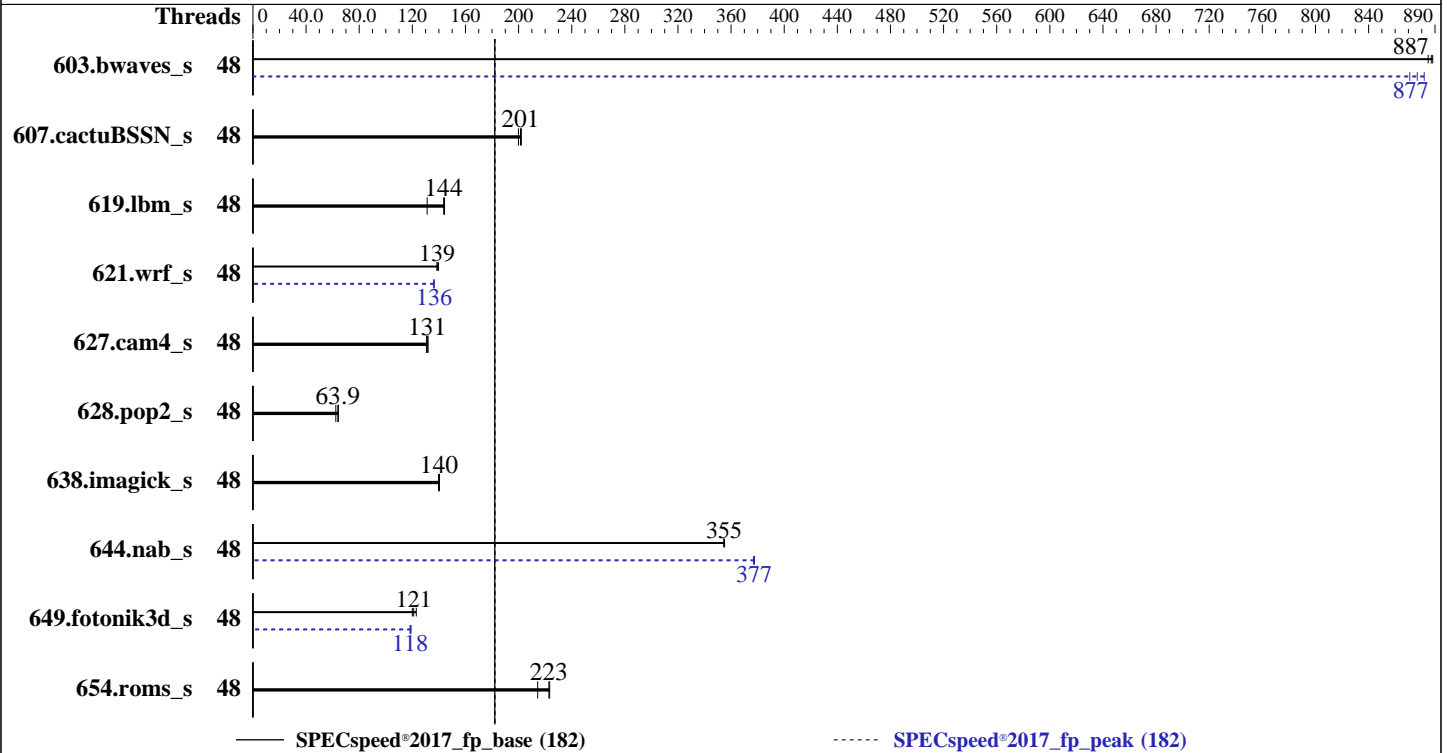 Threads 0 40.0 80.0 120 160 200 240 280 320 360 400 440 480 520 560 600 640 680 720 760 800 840 890
603.bwaves_s 48 887
877
607.cactuBSSN_s 48 201
619.lbm_s 48 144
621.wrf_s 48 139
136
627.cam4_s 48 131
628.pop2_s 48 63.9
638.imagick_s 48 140
644.nab_s 48 355
377
649.fotonik3d_s 48 121
118
654.roms_s 48 223
SPECspeed®2017_fp_base (182) SPECspeed®2017_fp_peak (182)